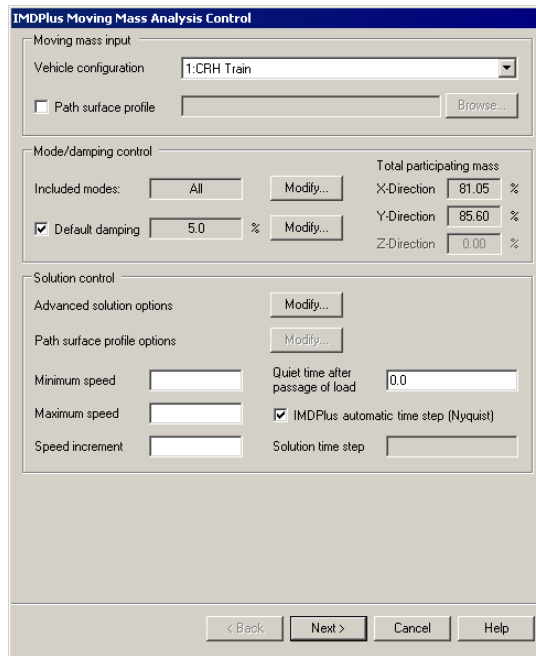 IMDPlus Moving Mass Analysis Control
Moving mass input
Vehicle configuration 1:CRH Train
Path surface profile Browse...
Mode/damping control
Total participating mass
Included modes: All Modify... X-Direction 81.05 %
Y-Direction 85.60 %
Default damping 5.0 % Modify...
Z-Direction 0.00 %
Solution control
Advanced solution options Modify...
Path surface profile options Modify...
Minimum speed
Quiet time after passage of load 0.0
Maximum speed
IMDPlus automatic time step (Nyquist)
Speed increment
Solution time step
< Back Next > Cancel Help